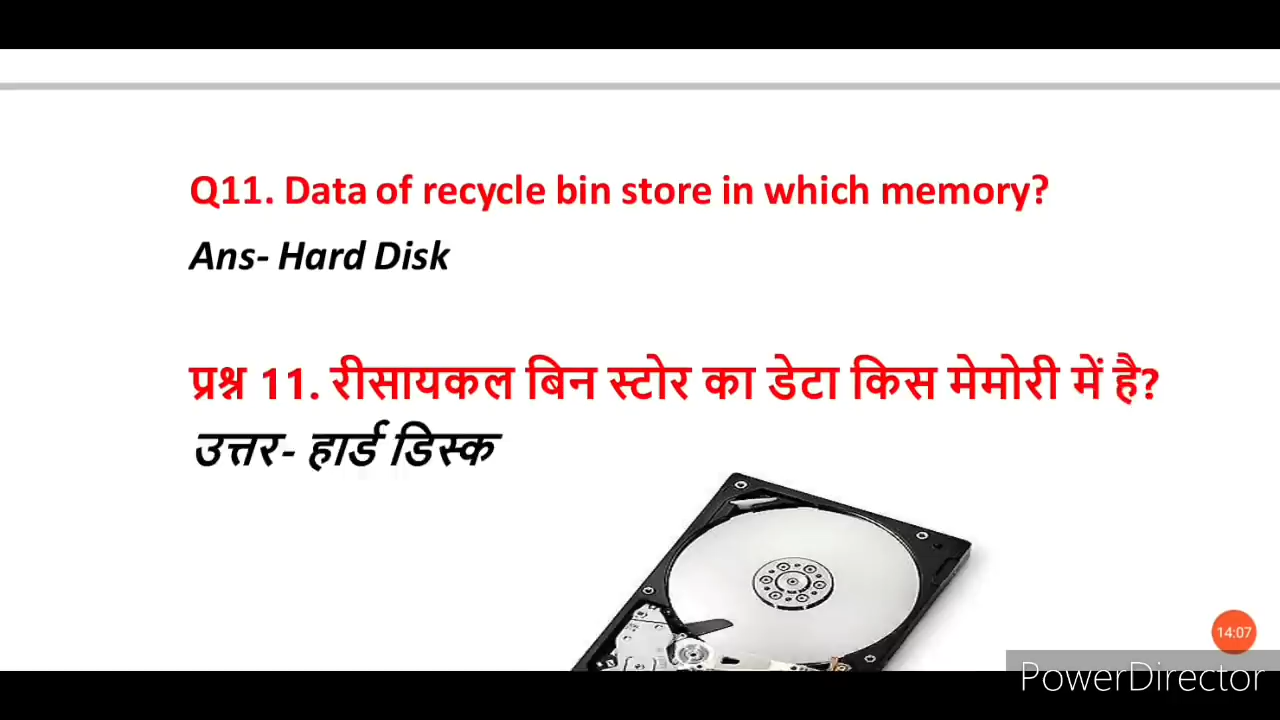 Q11. Data of recycle bin store in which memory?
Ans- Hard Disk
प्रश्न 11. रीसायकल बिन स्टोर का डेटा किस मेमोरी में है?
उत्तर- हार्ड डिस्क
14:07
PowerDirector